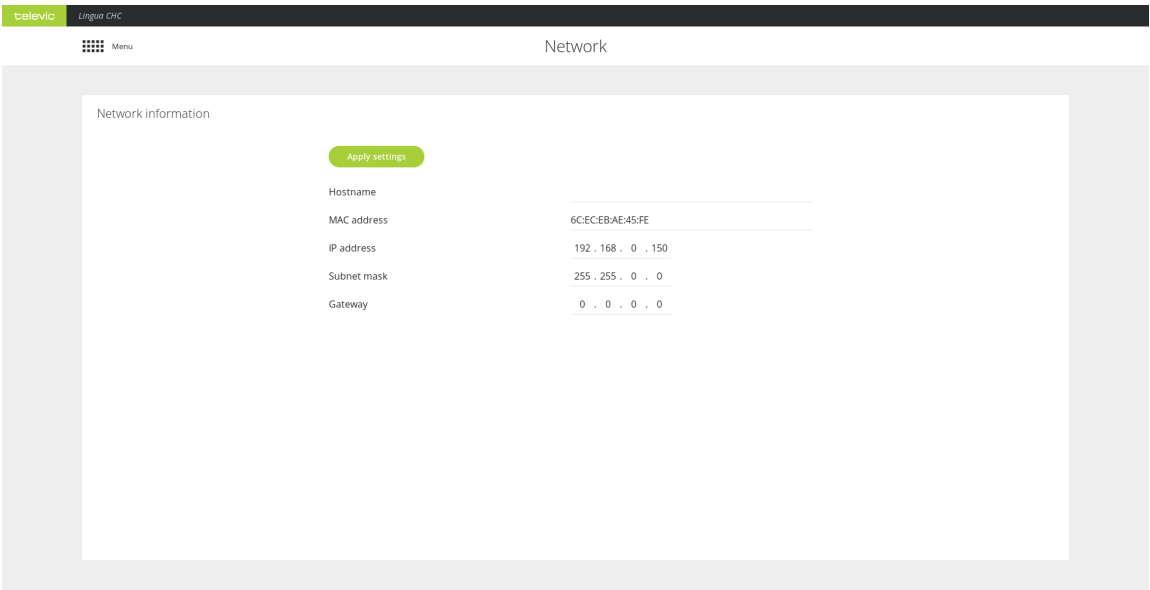 televic Lingua CHC
Menu Network
Network information
Apply settings
Hostname
MAC address 6C:EC:EB:AE:45:FE
IP address 192 . 168 . 0 . 150
Subnet mask 255 . 255 . 0 . 0
Gateway 0 . 0 . 0 . 0